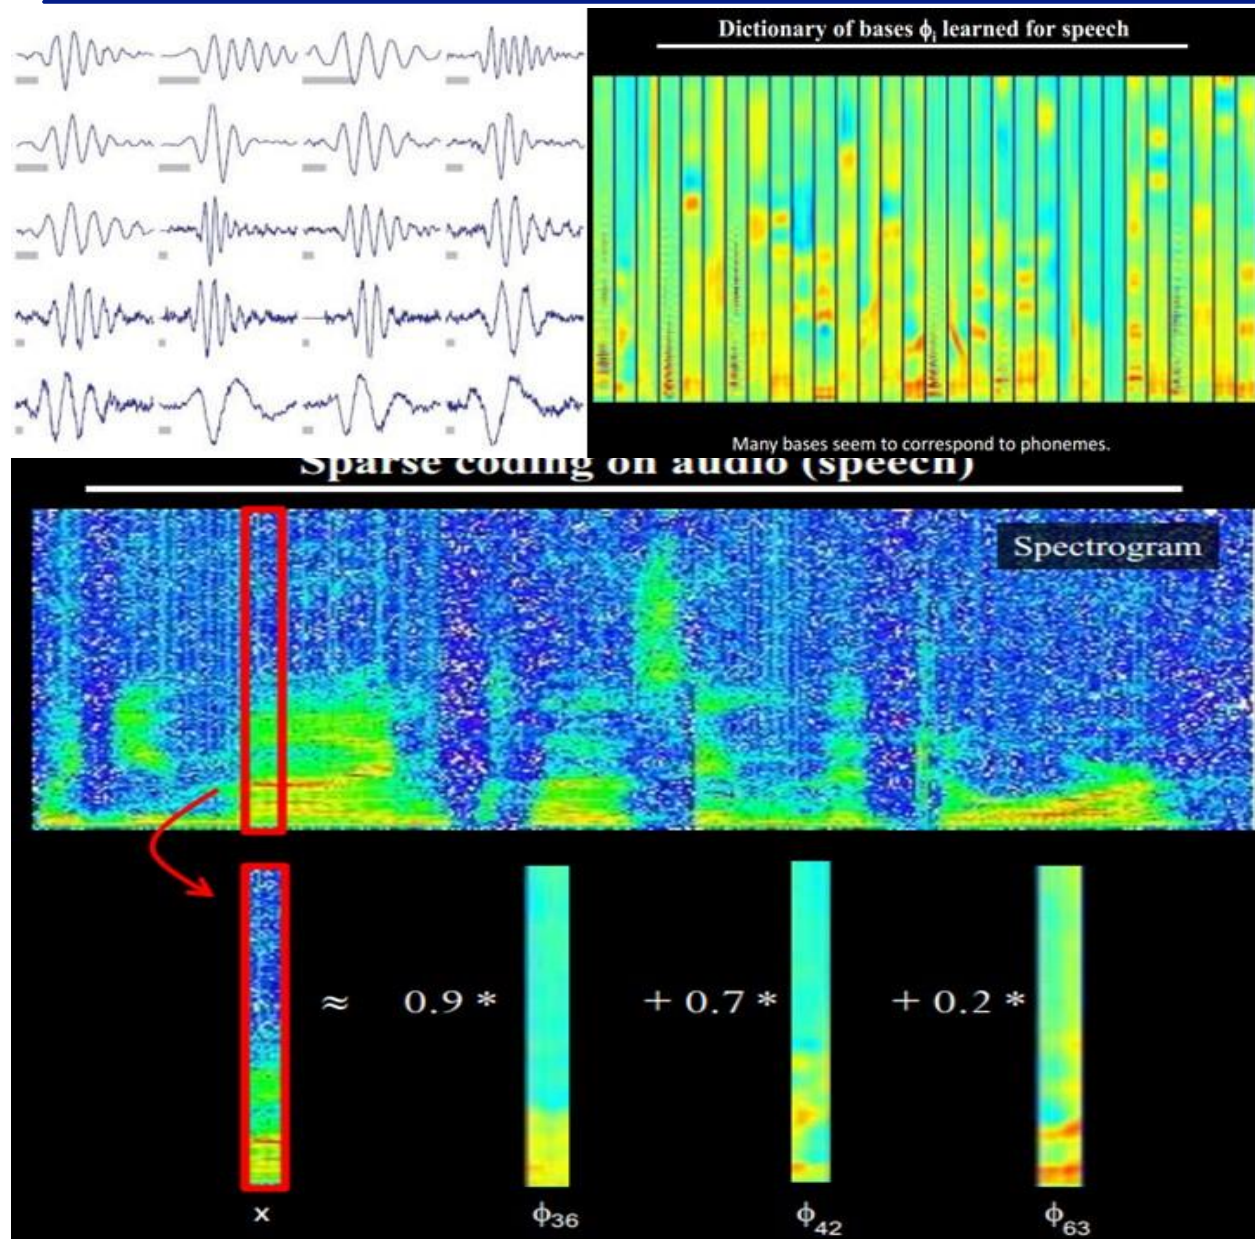 Dictionary of bases ϕi learned for speech
Many bases seem to correspond to phonemes.
Sparse coding on audio (speech)
Spectrogram
≈ 0.9 * + 0.7 * + 0.2 *
x ϕ36 ϕ42 ϕ63